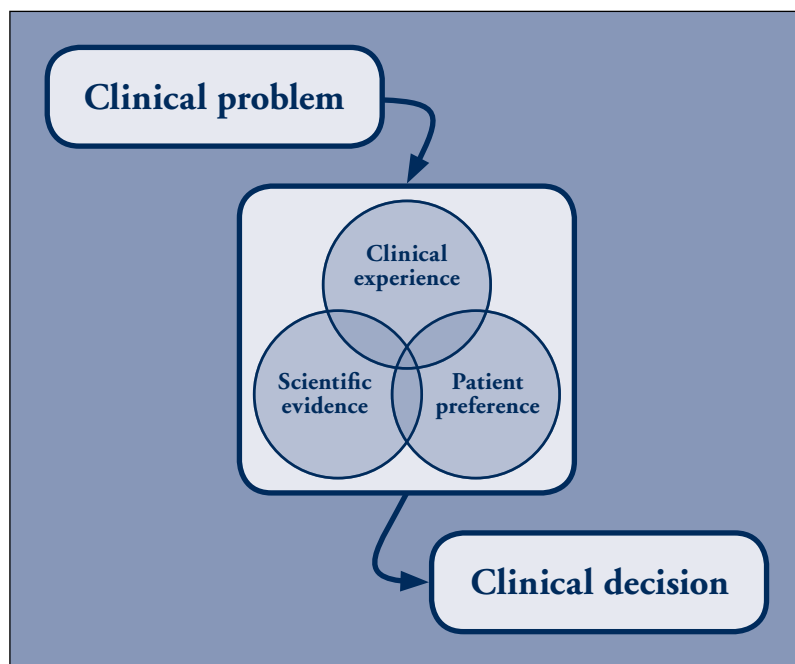 Clinical problem
Clinical
experience
Scientific
evidence
Patient
preference
Clinical decision